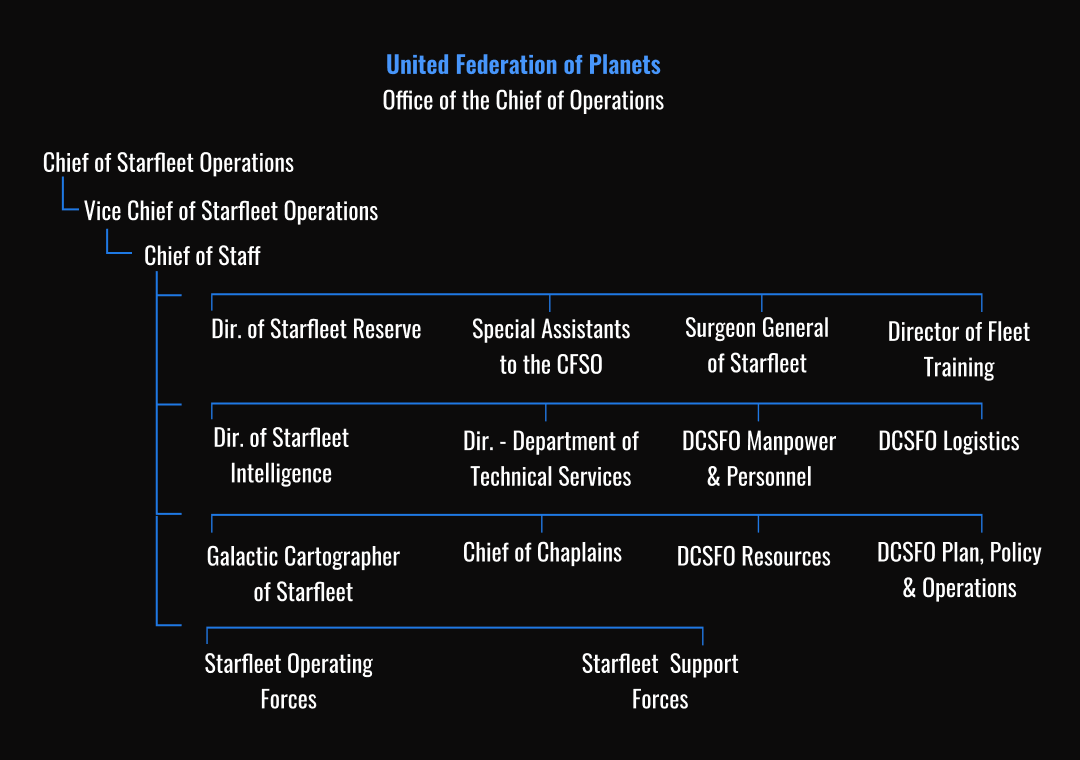 United Federation of Planets
Office of the Chief of Operations
Chief of Starfleet Operations
Vice Chief of Starfleet Operations
Chief of Staff
Dir. of Starfleet Reserve
Special Assistants
to the CFSO
Surgeon General
of Starfleet
Director of Fleet
Training
Dir. of Starfleet
Intelligence
Dir. - Department of
Technical Services
DCSFO Manpower
& Personnel
DCSFO Logistics
Galactic Cartographer
of Starfleet
Chief of Chaplains
DCSFO Resources
DCSFO Plan, Policy
& Operations
Starfleet Operating
Forces
Starfleet Support
Forces